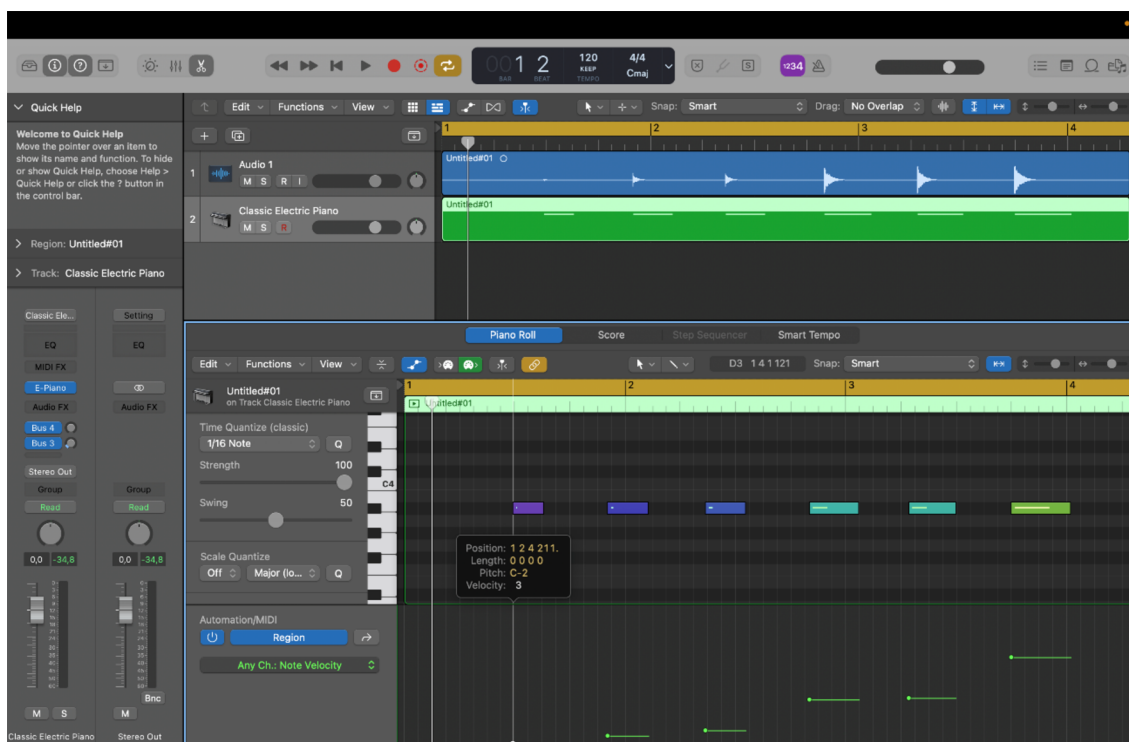 001 2
BAR BEAT
120
KEEP
TEMPO
4/4
Cmaj
1234
Quick Help
Welcome to Quick Help
Move the pointer over an item to
show its name and function. To hide
or show Quick Help, choose Help >
Quick Help or click the ? button in
the control bar.
Region: Untitled#01
Track: Classic Electric Piano
Edit Functions View Snap: Smart Drag: No Overlap
1 2 3 4
1 Audio 1
M S R I
Untitled#01
2 Classic Electric Piano
M S R
Untitled#01
Classic Ele... Setting
EQ EQ
MIDI FX
E-Piano
Audio FX Audio FX
Bus 4
Bus 3
Stereo Out
Group Group
Read Read
0,0 -34,8 0,0 -34,8
Bnc
M S M
Classic Electric Piano Stereo Out
Piano Roll Score Step Sequencer Smart Tempo
Edit Functions View D3 1 4 1 121 Snap: Smart
Untitled#01
on Track Classic Electric Piano
1 2 3 4
Untitled#01
Time Quantize (classic)
1/16 Note Q
Strength 100
Swing 50
Scale Quantize
Off Major (lo... Q
C4
Position: 1 2 4 211.
Length: 0 0 0 0
Pitch: C-2
Velocity: 3
Automation/MIDI
Region
Any Ch.: Note Velocity